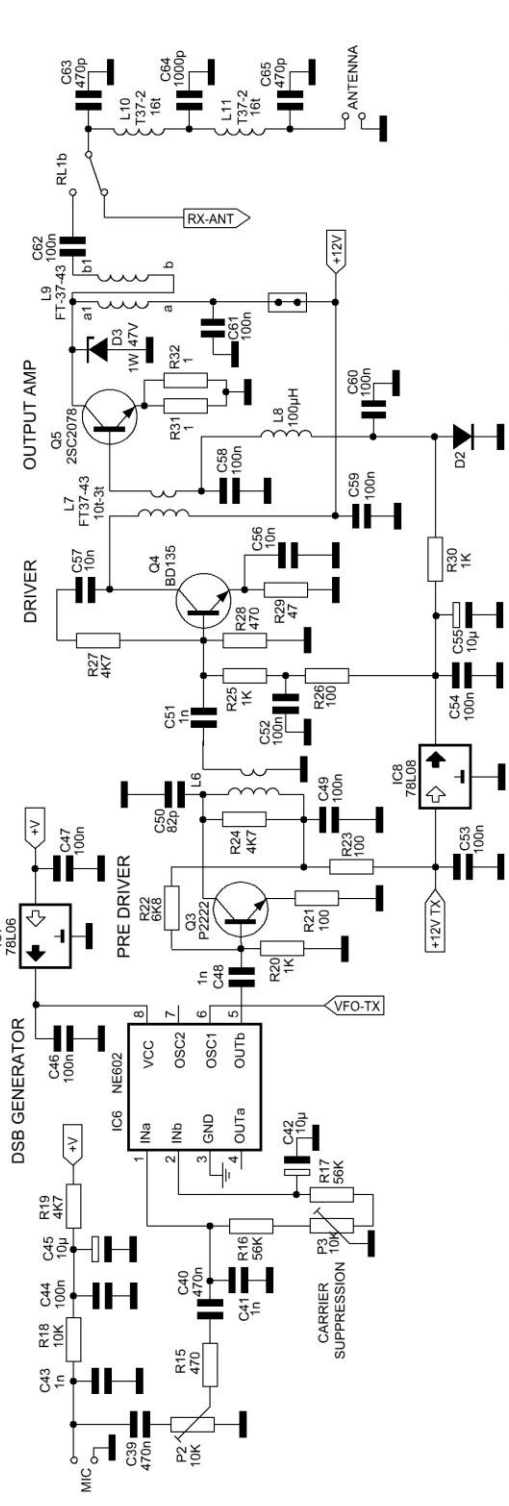 DSB GENERATOR
PRE DRIVER
DRIVER
OUTPUT AMP
MIC
C43
1n
R18
10K
C44
100n
C45
10µ
R19
4K7
+V
C39
470n
P2
10K
R15
470
C40
470n
C41
1n
R16
56K
P3
10K
R17
56K
C42
10µ
CARRIER
SUPPRESSION
IC6
NE602
1
2
3
4
INa
INb
GND
OUTa
8
7
6
5
VCC
OSC2
OSC1
OUTb
VFO-TX
C46
100n
78L06
C47
100n
+V
1n
C48
R20
1K
R22
6K8
Q3
P2222
R21
100
R24
4K7
C50
82p
L6
C49
100n
R23
100
+12V TX
C53
100n
IC8
78L08
C54
100n
C55
10µ
R30
1K
D2
C51
1n
R25
1K
C52
100n
R26
100
R27
4K7
C57
10n
Q4
BD135
R28
470
R29
47
C56
10n
L7
FT37-43
10t-3t
C58
100n
C59
100n
L8
100µH
C60
100n
Q5
2SC2078
R31
1
R32
1
D3
1W 47V
L9
FT-37-43
a1
a
b1
b
C61
100n
+12V
C62
100n
RL1b
RX-ANT
C63
470p
L10
T37-2
16t
C64
1000p
L11
T37-2
16t
C65
470p
ANTENNA